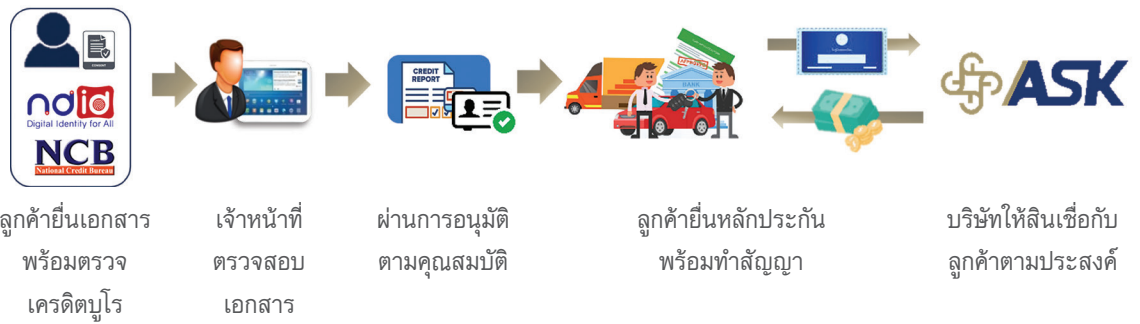 ndid
Digital Identity for All
NCB
National Credit Bureau
CREDIT
REPORT
APPROVED
BANK
ASK
ลูกค้ายื่นเอกสาร
พร้อมตรวจ
เครดิตบูโร
เจ้าหน้าที่
ตรวจสอบ
เอกสาร
ผ่านการอนุมัติ
ตามคุณสมบัติ
ลูกค้ายื่นหลักประกัน
พร้อมทำสัญญา
บริษัทให้สินเชื่อกับ
ลูกค้าตามประสงค์